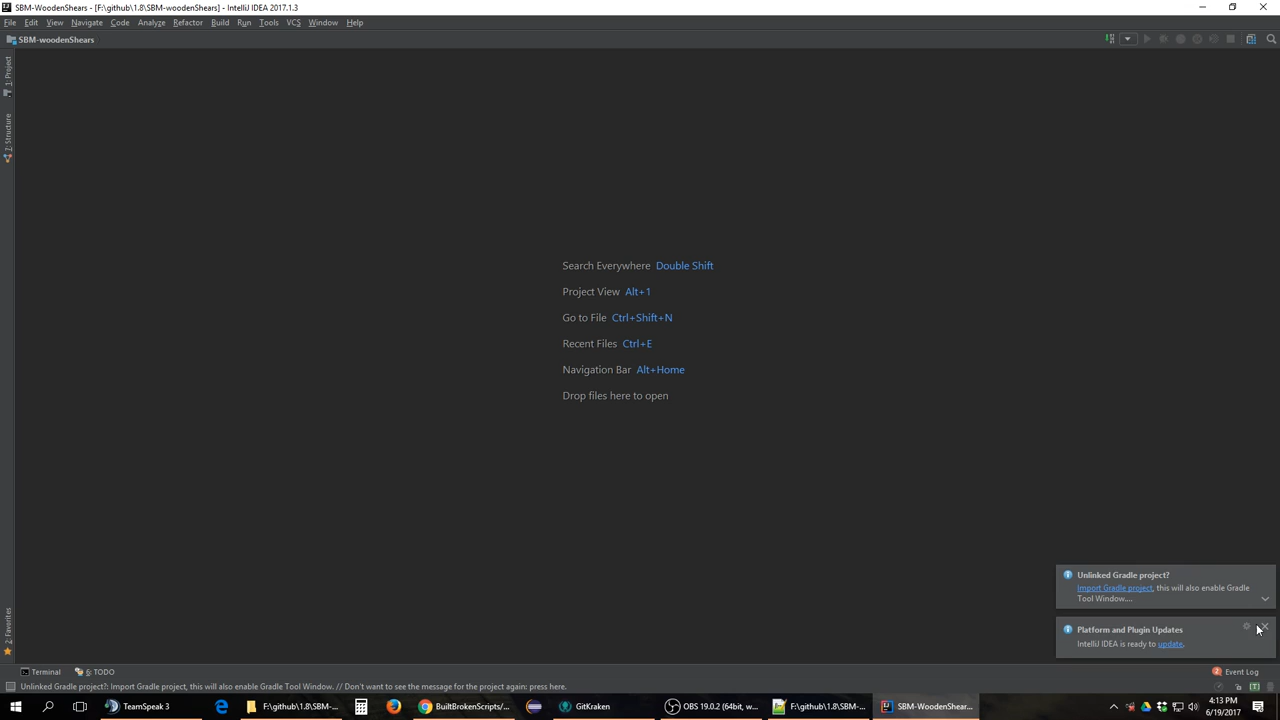 SBM-WoodenShears - [F:\github\1.8\SBM-woodenShears] - IntelliJ IDEA 2017.1.3
File Edit View Navigate Code Analyze Refactor Build Run Tools VCS Window Help
SBM-woodenShears
1: Project
7: Structure
Search Everywhere Double Shift
Project View Alt+1
Go to File Ctrl+Shift+N
Recent Files Ctrl+E
Navigation Bar Alt+Home
Drop files here to open
Unlinked Gradle project?
Import Gradle project, this will also enable Gradle
Tool Window....
Platform and Plugin Updates
IntelliJ IDEA is ready to update.
2: Favorites
Terminal 6: TODO 2 Event Log
Unlinked Gradle project?: Import Gradle project, this will also enable Gradle Tool Window. // Don't want to see the message for the project again: press here.
TeamSpeak 3 F:\github\1.8\SBM-... BuiltBrokenScripts/... GitKraken OBS 19.0.2 (64bit, w... F:\github\1.8\SBM-... SBM-WoodenShear...
4:13 PM
6/19/2017